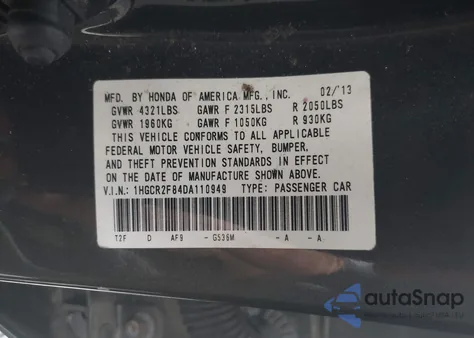 MFD. BY HONDA OF AMERICA MFG., INC. 02/'13
GVWR 4321LBS GAWR F 2315LBS R 2050LBS
GVWR 1960KG GAWR F 1050KG R 930KG
THIS VEHICLE CONFORMS TO ALL APPLICABLE
FEDERAL MOTOR VEHICLE SAFETY, BUMPER,
AND THEFT PREVENTION STANDARDS IN EFFECT
ON THE DATE OF MANUFACTURE SHOWN ABOVE.
V.I.N.: 1HGCR2F84DA110949 TYPE: PASSENGER CAR
T2F D AF9 - G536M - A - A
autoSnap